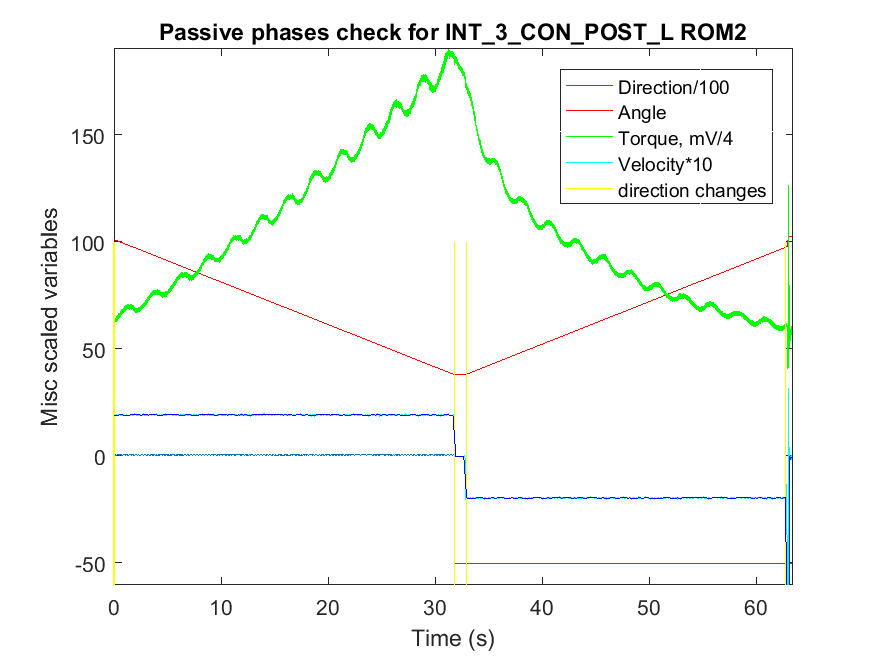 Passive phases check for INT_3_CON_POST_L ROM2
Direction/100
Angle
Torque, mV/4
Velocity*10
direction changes
150
100
50
0
-50
Misc scaled variables
0 10 20 30 40 50 60
Time (s)